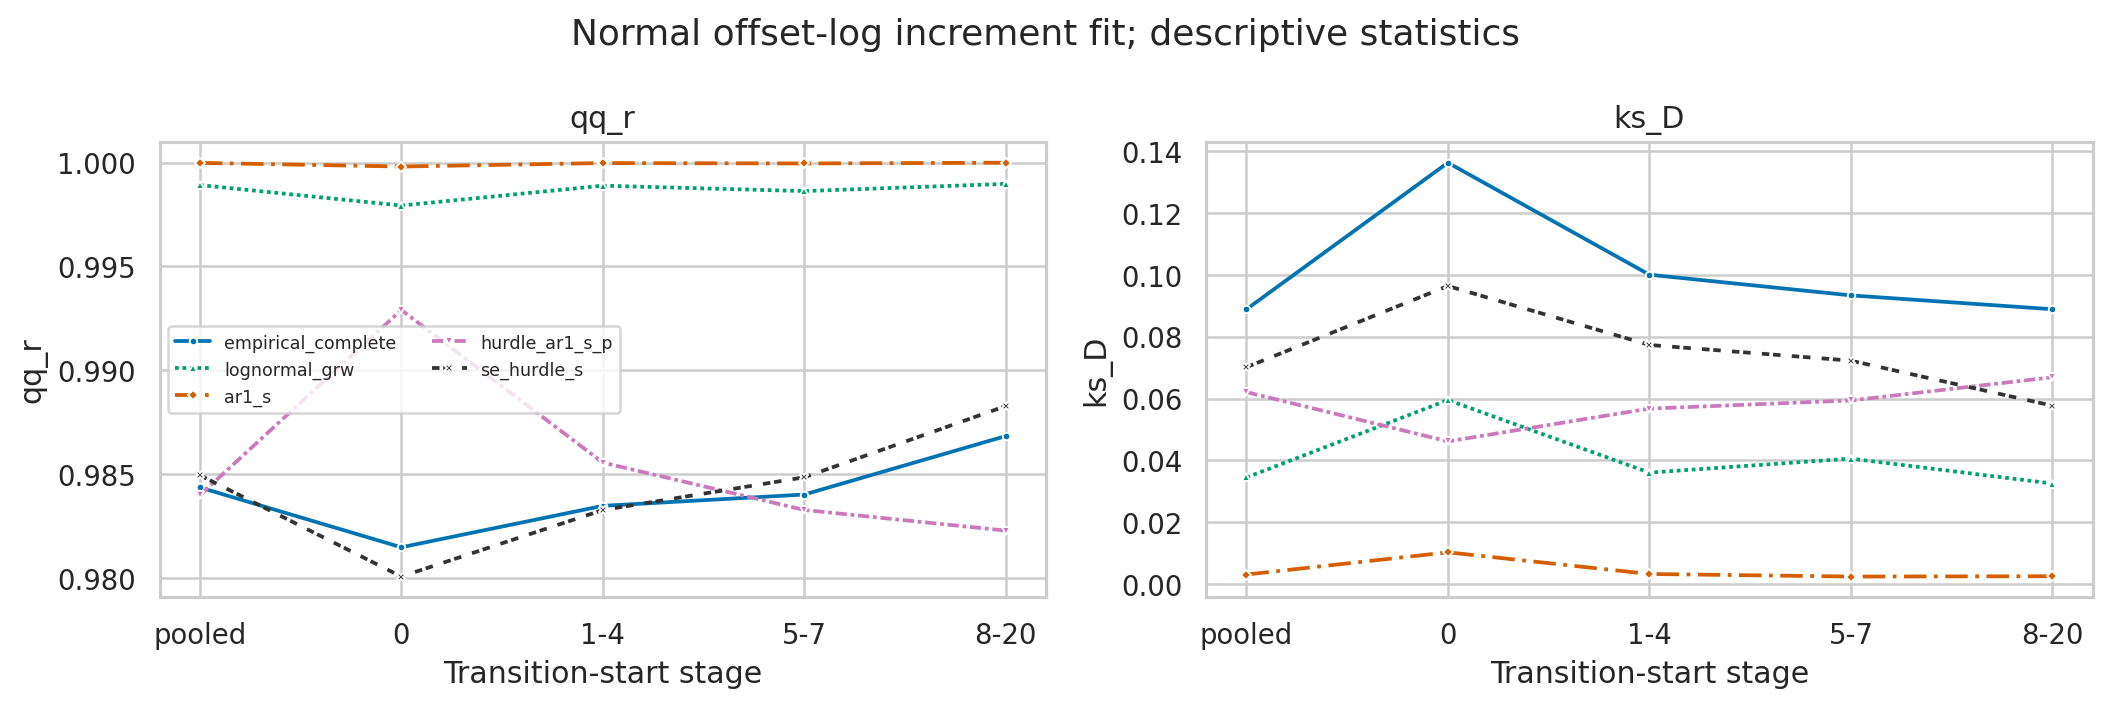 Normal offset-log increment fit; descriptive statistics
qq_r
1.000
0.995
0.990
0.985
0.980
qq_r
empirical_complete
lognormal_grw
ar1_s
hurdle_ar1_s_p
se_hurdle_s
pooled 0 1-4 5-7 8-20
Transition-start stage
ks_D
0.14
0.12
0.10
0.08
0.06
0.04
0.02
0.00
ks_D
pooled 0 1-4 5-7 8-20
Transition-start stage